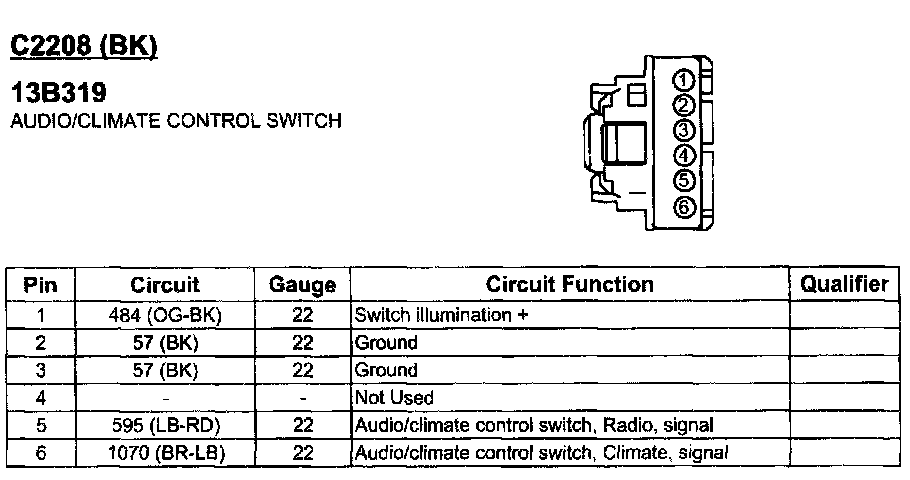 C2208 (BK)
13B319
AUDIO/CLIMATE CONTROL SWITCH
1
2
3
4
5
6
Pin Circuit Gauge Circuit Function Qualifier
1 484 (OG-BK) 22 Switch illumination +
2 57 (BK) 22 Ground
3 57 (BK) 22 Ground
4 - - Not Used
5 595 (LB-RD) 22 Audio/climate control switch, Radio, signal
6 1070 (BR-LB) 22 Audio/climate control switch, Climate, signal